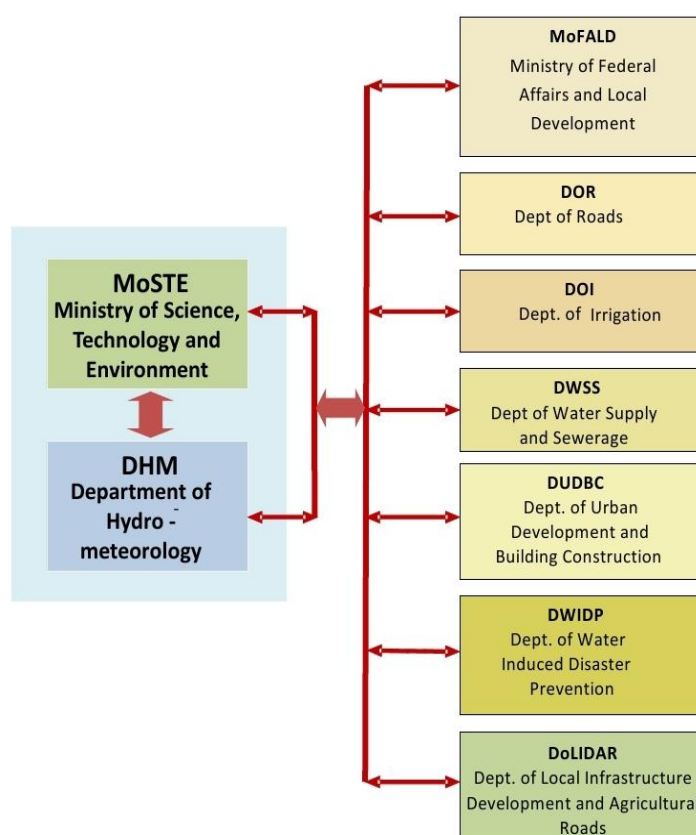 MoSTE
Ministry of Science,
Technology and
Environment
DHM
Department of
Hydro -
meteorology
MoFALD
Ministry of Federal
Affairs and Local
Development
DOR
Dept of Roads
DOI
Dept. of Irrigation
DWSS
Dept of Water Supply
and Sewerage
DUDBC
Dept. of Urban
Development and
Building Construction
DWIDP
Dept. of Water
Induced Disaster
Prevention
DoLIDAR
Dept. of Local Infrastructure
Development and Agricultura
Roads